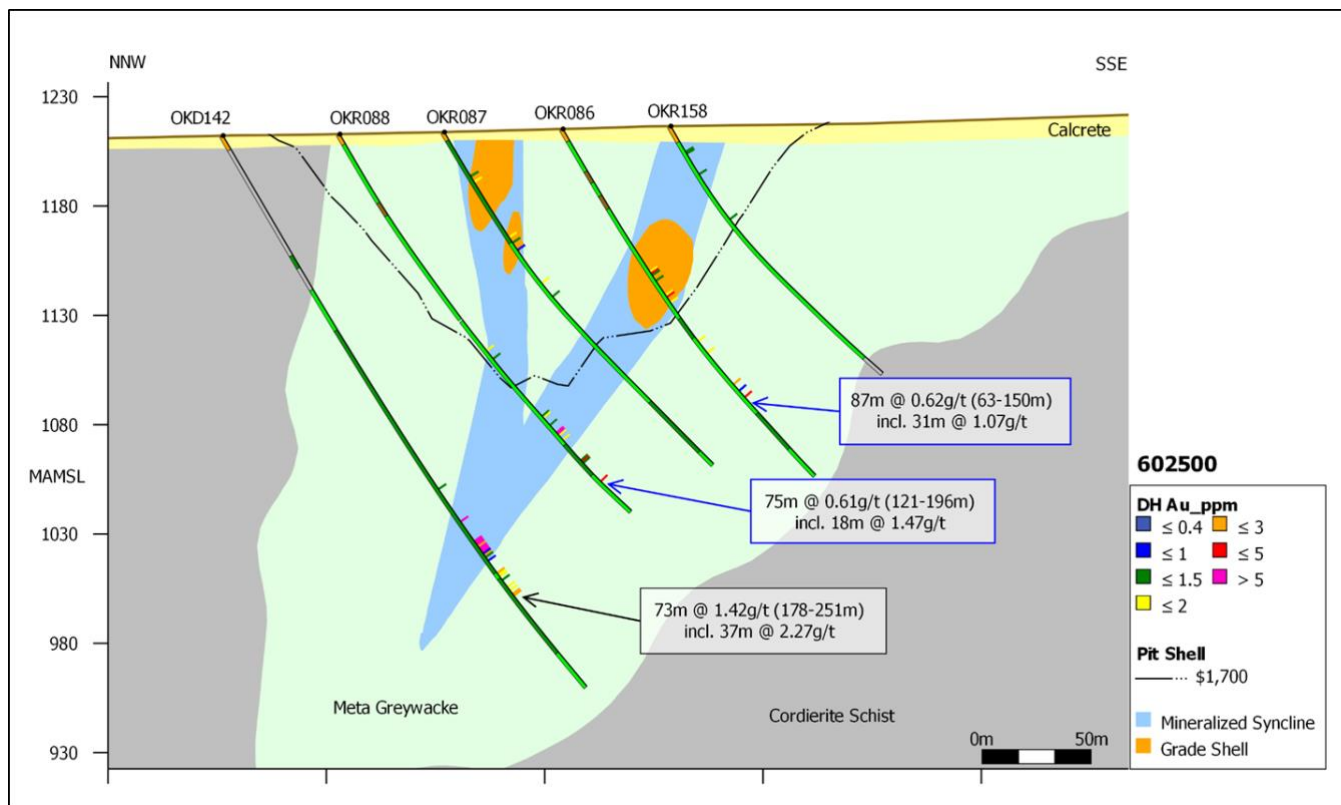 NNW
SSE
1230
1180
1130
1080
MAMSL
1030
980
930
OKD142
OKR088
OKR087
OKR086
OKR158
Calcrete
87m @ 0.62g/t (63-150m)
incl. 31m @ 1.07g/t
75m @ 0.61g/t (121-196m)
incl. 18m @ 1.47g/t
73m @ 1.42g/t (178-251m)
incl. 37m @ 2.27g/t
Meta Greywacke
Cordierite Schist
0m
50m
602500
DH Au_ppm
≤ 0.4
≤ 3
≤ 1
≤ 5
≤ 1.5
> 5
≤ 2
Pit Shell
$1,700
Mineralized Syncline
Grade Shell